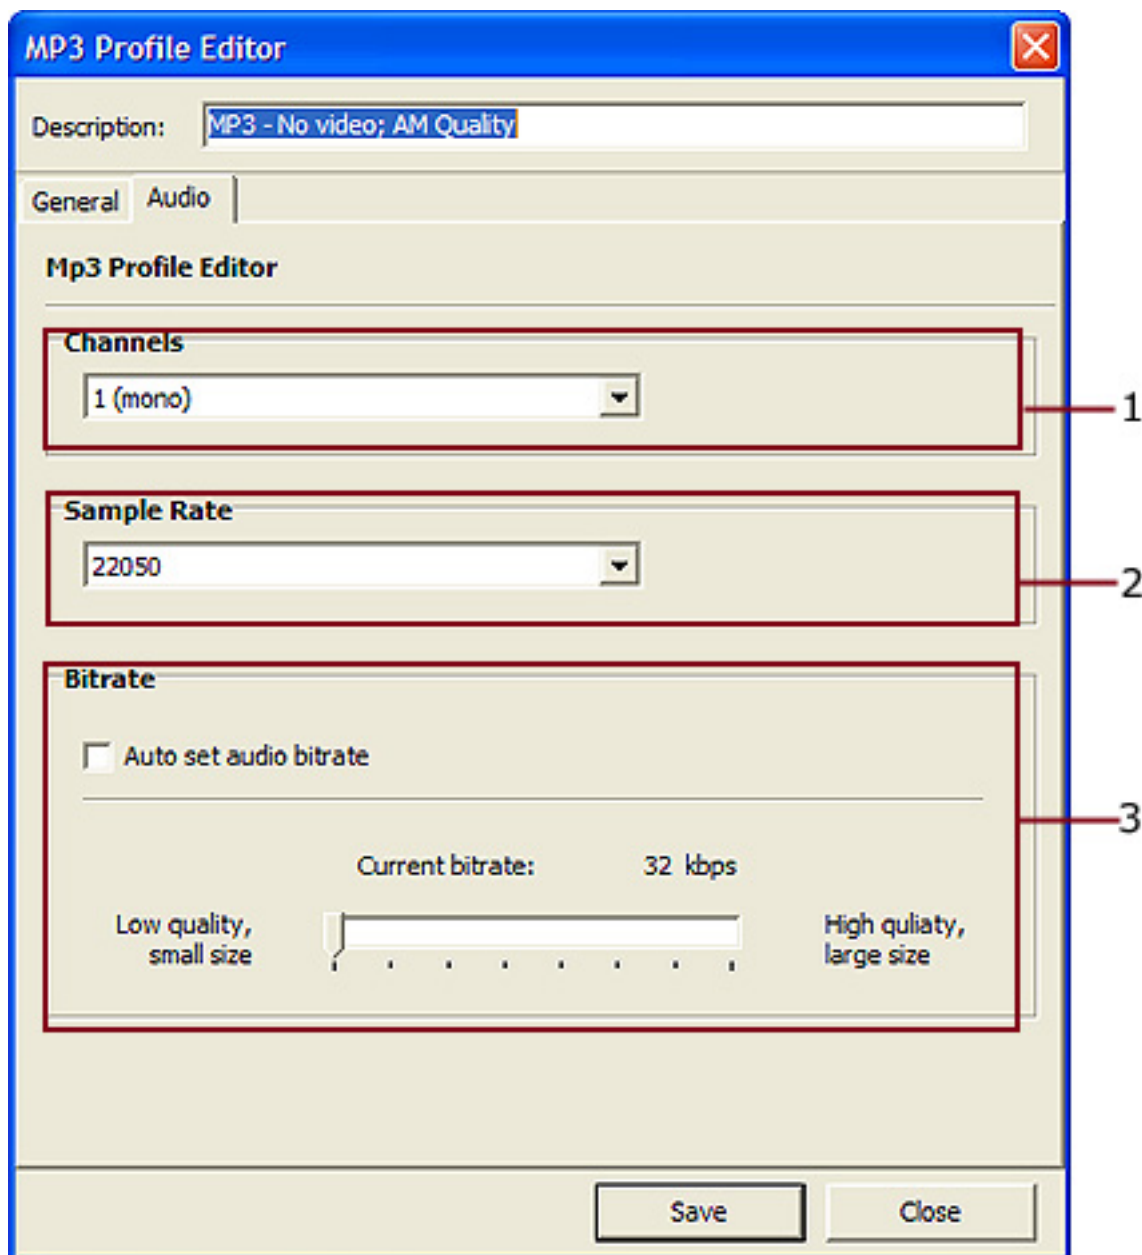 MP3 Profile Editor
Description: MP3 - No video; AM Quality
General Audio
Mp3 Profile Editor
Channels
1 (mono)
1
Sample Rate
22050
2
Bitrate
Auto set audio bitrate
3
Current bitrate: 32 kbps
Low quality,
small size
High quliaty,
large size
Save Close